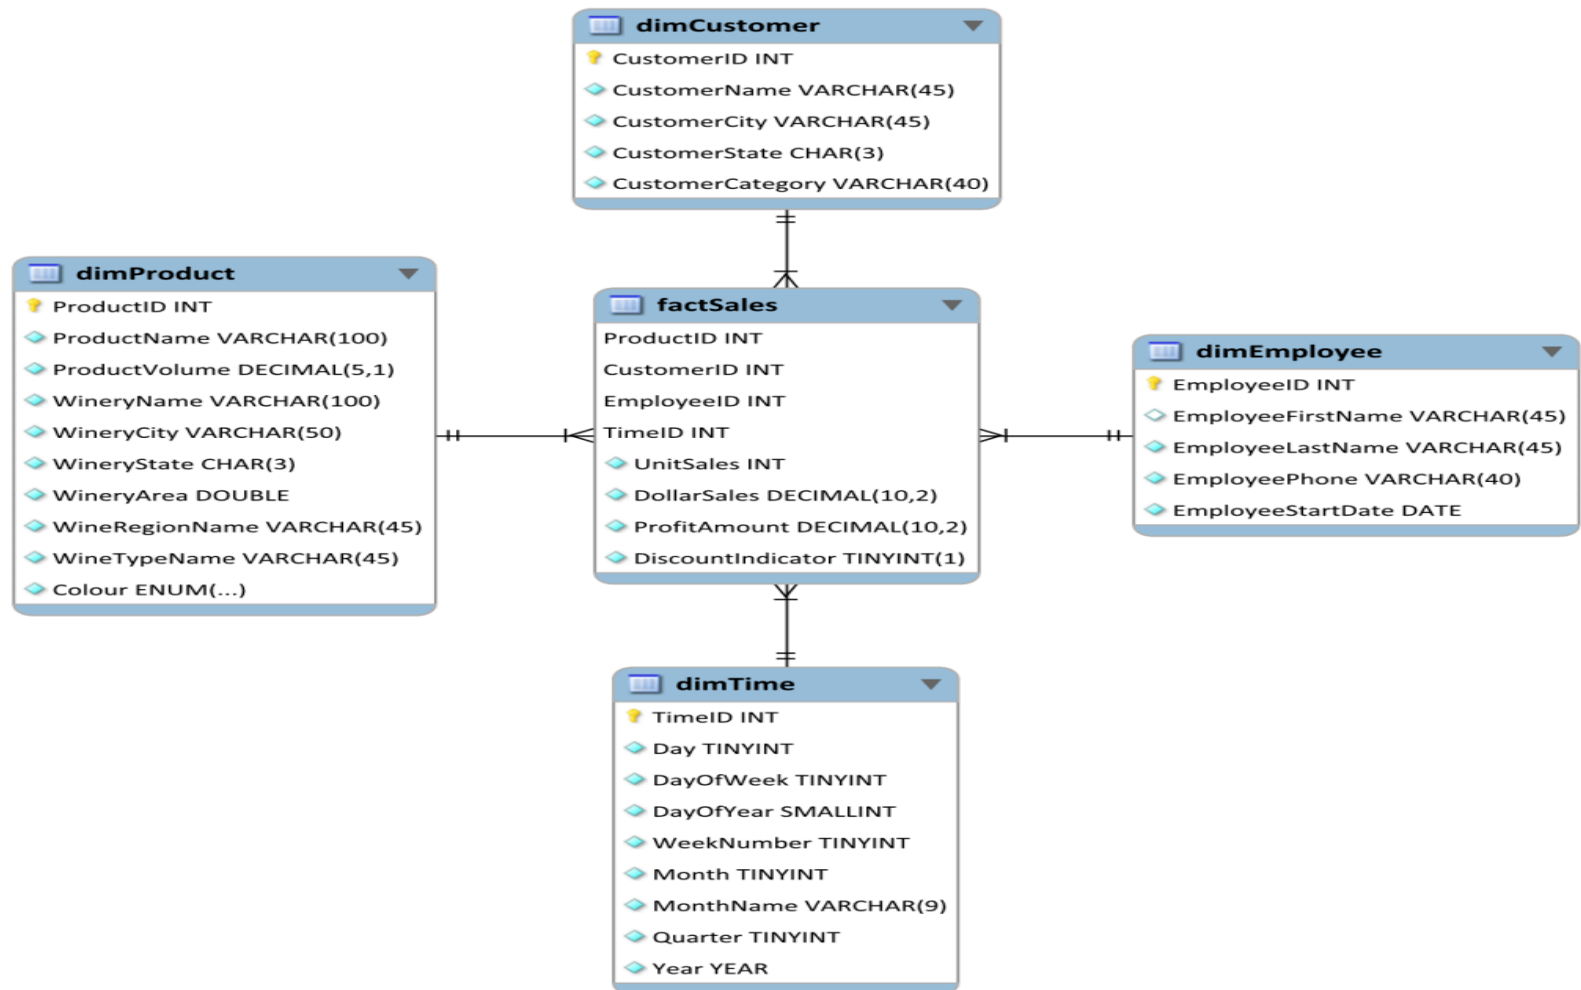 dimCustomer
CustomerID INT
CustomerName VARCHAR(45)
CustomerCity VARCHAR(45)
CustomerState CHAR(3)
CustomerCategory VARCHAR(40)
dimProduct
ProductID INT
ProductName VARCHAR(100)
ProductVolume DECIMAL(5,1)
WineryName VARCHAR(100)
WineryCity VARCHAR(50)
WineryState CHAR(3)
WineryArea DOUBLE
WineRegionName VARCHAR(45)
WineTypeName VARCHAR(45)
Colour ENUM(...)
factSales
ProductID INT
CustomerID INT
EmployeeID INT
TimeID INT
UnitSales INT
DollarSales DECIMAL(10,2)
ProfitAmount DECIMAL(10,2)
DiscountIndicator TINYINT(1)
dimEmployee
EmployeeID INT
EmployeeFirstName VARCHAR(45)
EmployeeLastName VARCHAR(45)
EmployeePhone VARCHAR(40)
EmployeeStartDate DATE
dimTime
TimeID INT
Day TINYINT
DayOfWeek TINYINT
DayOfYear SMALLINT
WeekNumber TINYINT
Month TINYINT
MonthName VARCHAR(9)
Quarter TINYINT
Year YEAR